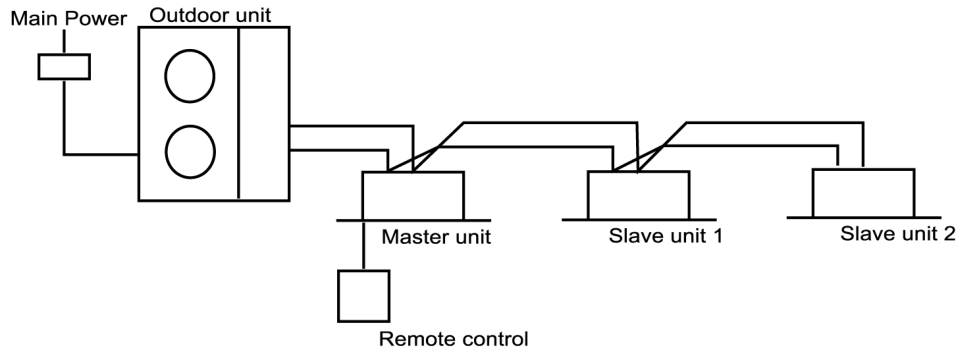 Main Power
Outdoor unit
Master unit
Slave unit 1
Slave unit 2
Remote control